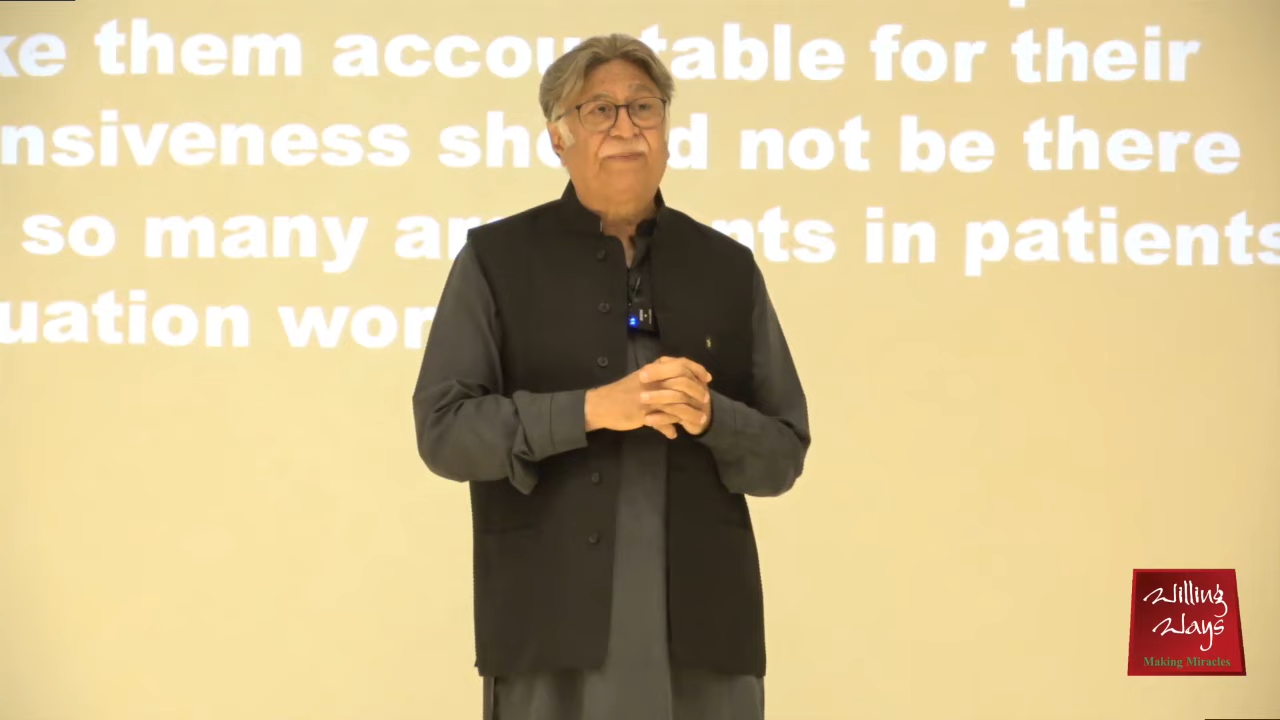 ke them accou table for their
nsiveness sh d not be there
so many ar nts in patients
uation wor
Willing
Ways
Making Miracles